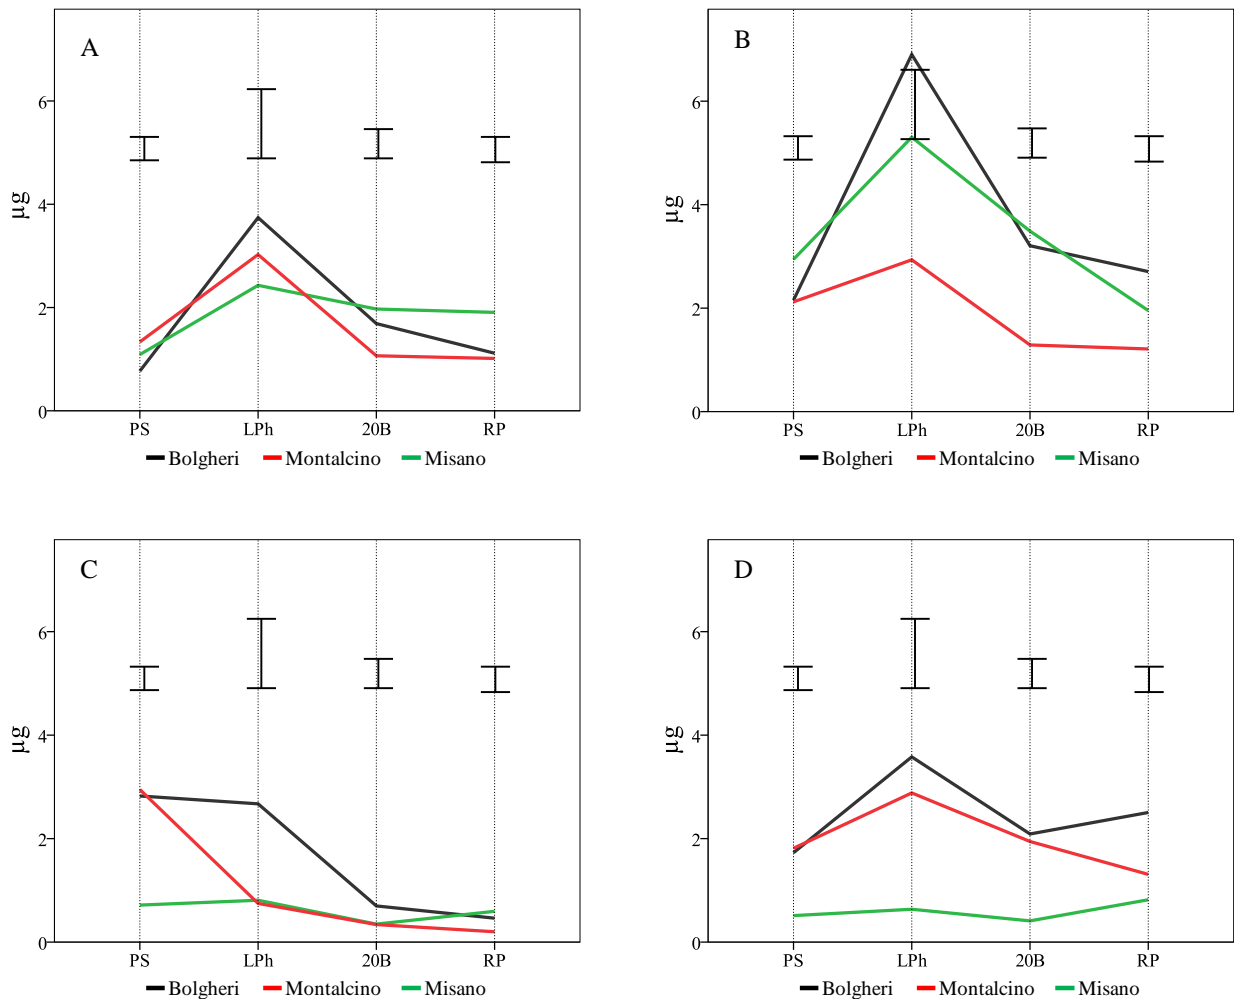 A
6
4
2
0
µg
PS LPh 20B RP
Bolgheri Montalcino Misano
B
6
4
2
0
µg
PS LPh 20B RP
Bolgheri Montalcino Misano
C
6
4
2
0
µg
PS LPh 20B RP
Bolgheri Montalcino Misano
D
6
4
2
0
µg
PS LPh 20B RP
Bolgheri Montalcino Misano